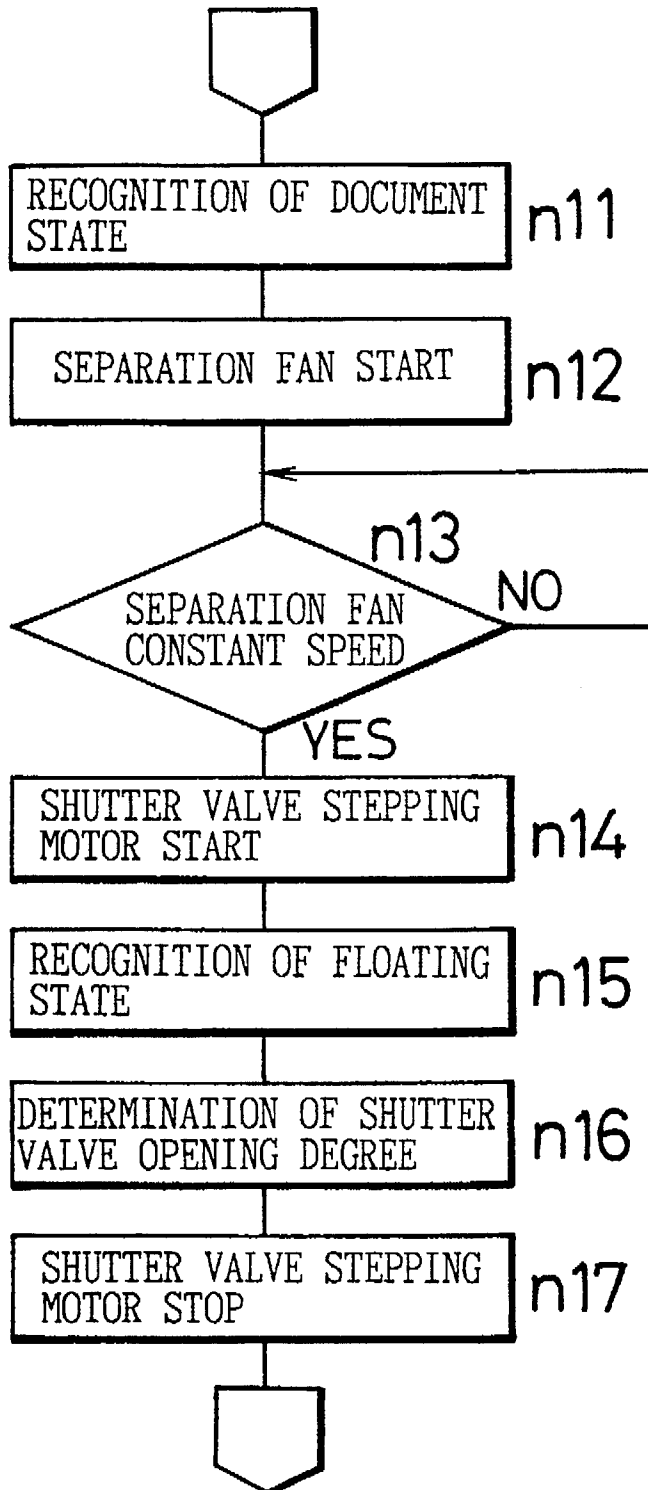 RECOGNITION OF DOCUMENT
STATE
n11
SEPARATION FAN START
n12
n13
SEPARATION FAN
CONSTANT SPEED
NO
YES
SHUTTER VALVE STEPPING
MOTOR START
n14
RECOGNITION OF FLOATING
STATE
n15
DETERMINATION OF SHUTTER
VALVE OPENING DEGREE
n16
SHUTTER VALVE STEPPING
MOTOR STOP
n17